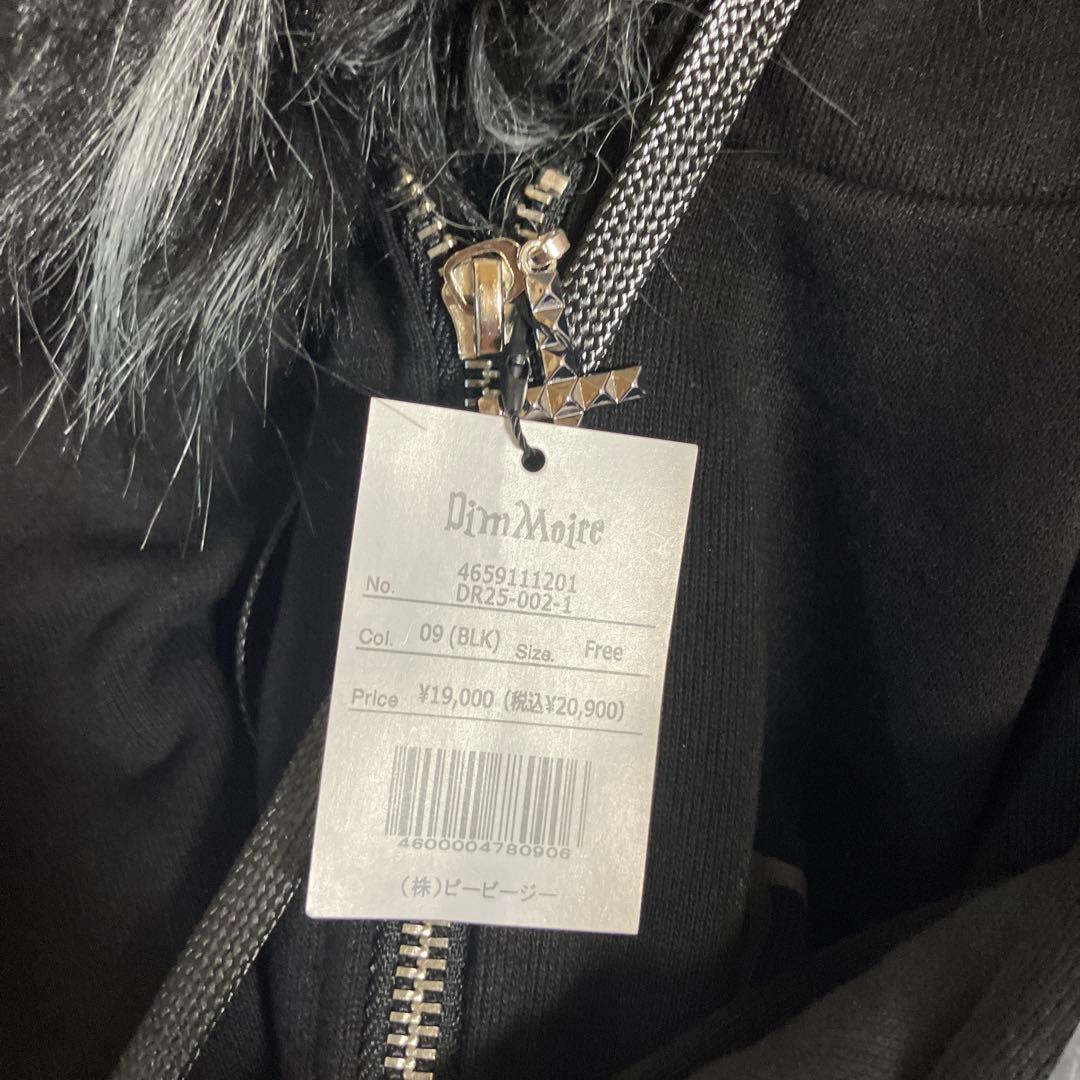 Dim Moire
4659111201
No. DR25-002-1
Col. 09 (BLK) Size. Free
Price ¥19,000 (税込¥20,900)
4600004780906
(株)ピービージー